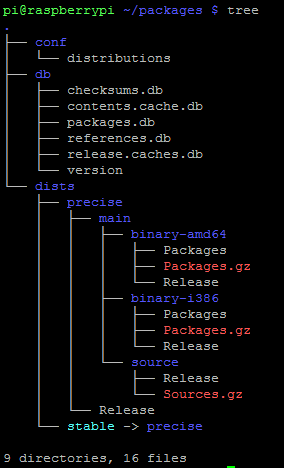 pi@raspberrypi ~/packages $ tree
.
├── conf
│   └── distributions
├── db
│   ├── checksums.db
│   ├── contents.cache.db
│   ├── packages.db
│   ├── references.db
│   ├── release.caches.db
│   └── version
└── dists
    ├── precise
    │   ├── main
    │   │   ├── binary-amd64
    │   │   │   ├── Packages
    │   │   │   ├── Packages.gz
    │   │   │   └── Release
    │   │   ├── binary-i386
    │   │   │   ├── Packages
    │   │   │   ├── Packages.gz
    │   │   │   └── Release
    │   │   └── source
    │   │       ├── Release
    │   │       └── Sources.gz
    │   └── Release
    └── stable -> precise

9 directories, 16 files